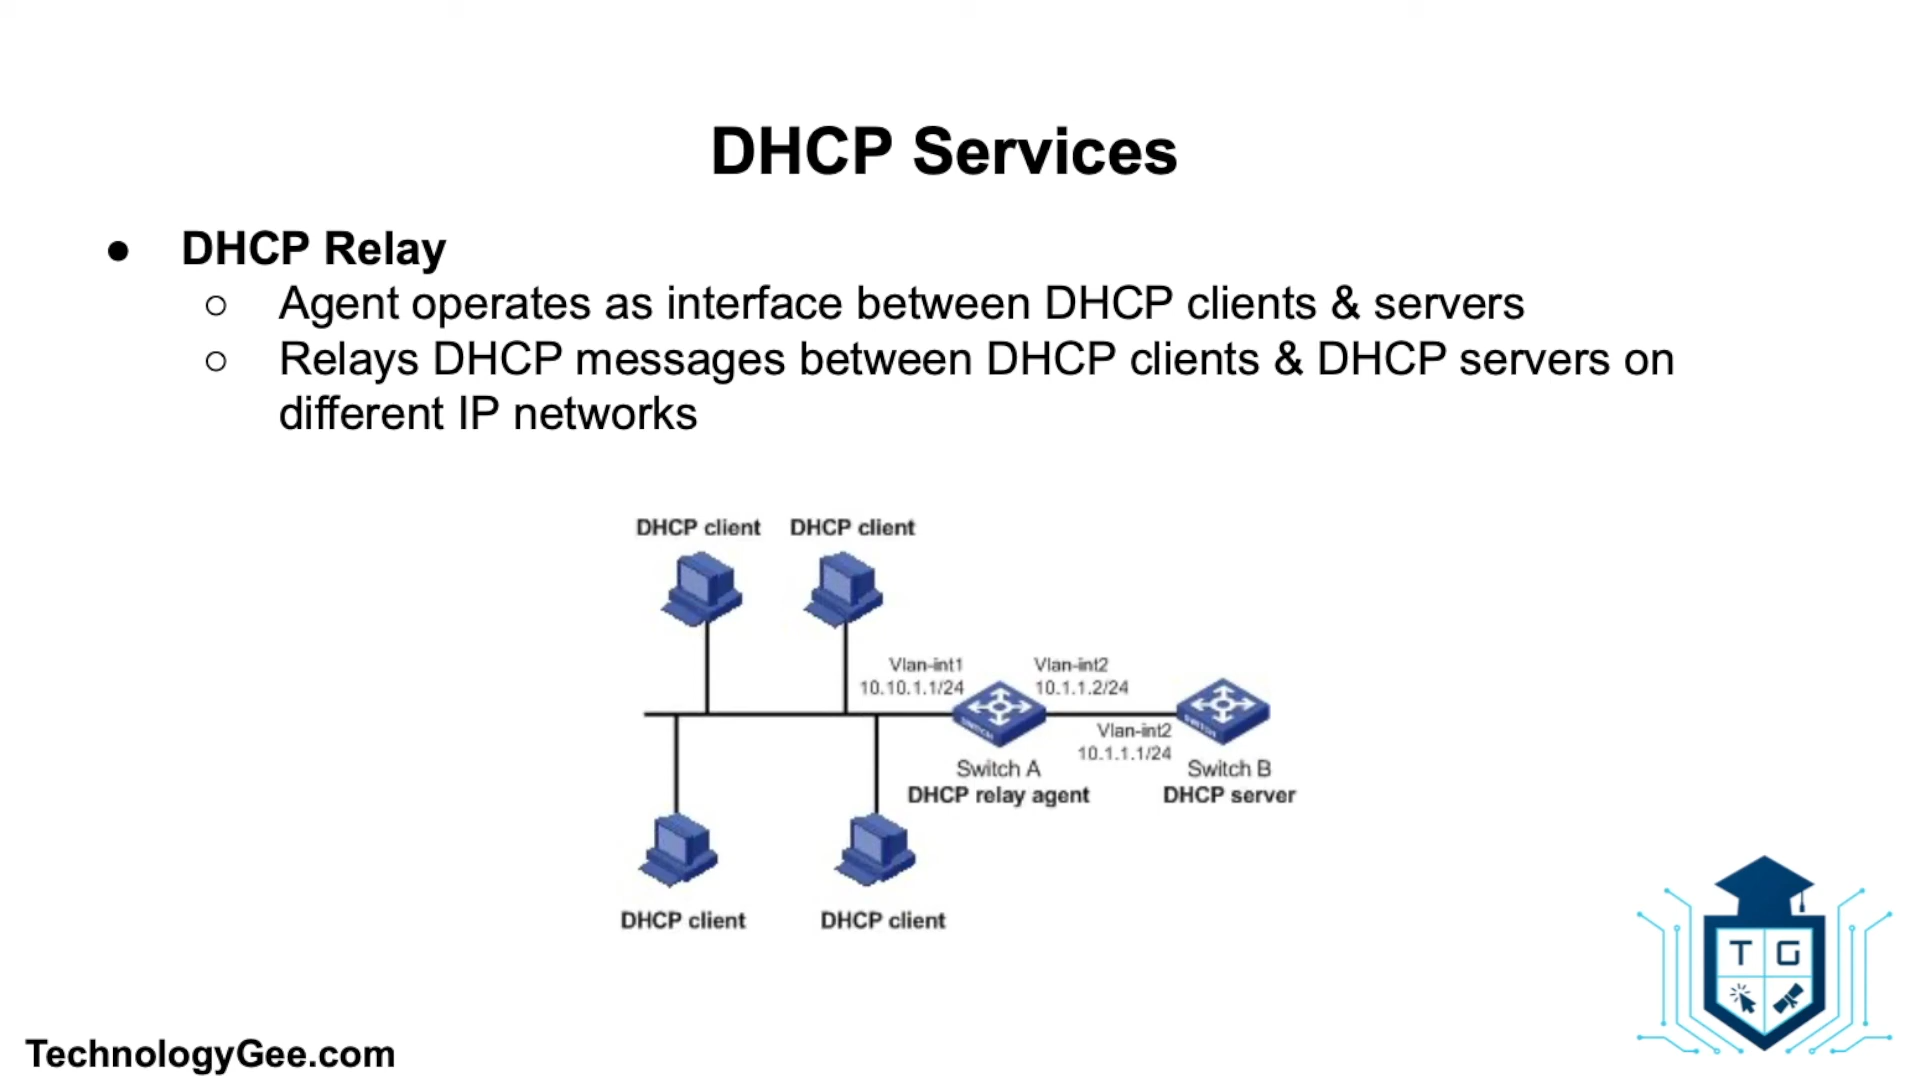 DHCP Services
● DHCP Relay
○ Agent operates as interface between DHCP clients & servers
○ Relays DHCP messages between DHCP clients & DHCP servers on
different IP networks
DHCP client DHCP client
Vlan-int1 Vlan-int2
10.10.1.1/24 10.1.1.2/24
SWITCH SWITCH
Vlan-int2
10.1.1.1/24
Switch A Switch B
DHCP relay agent DHCP server
DHCP client DHCP client
T G
TechnologyGee.com